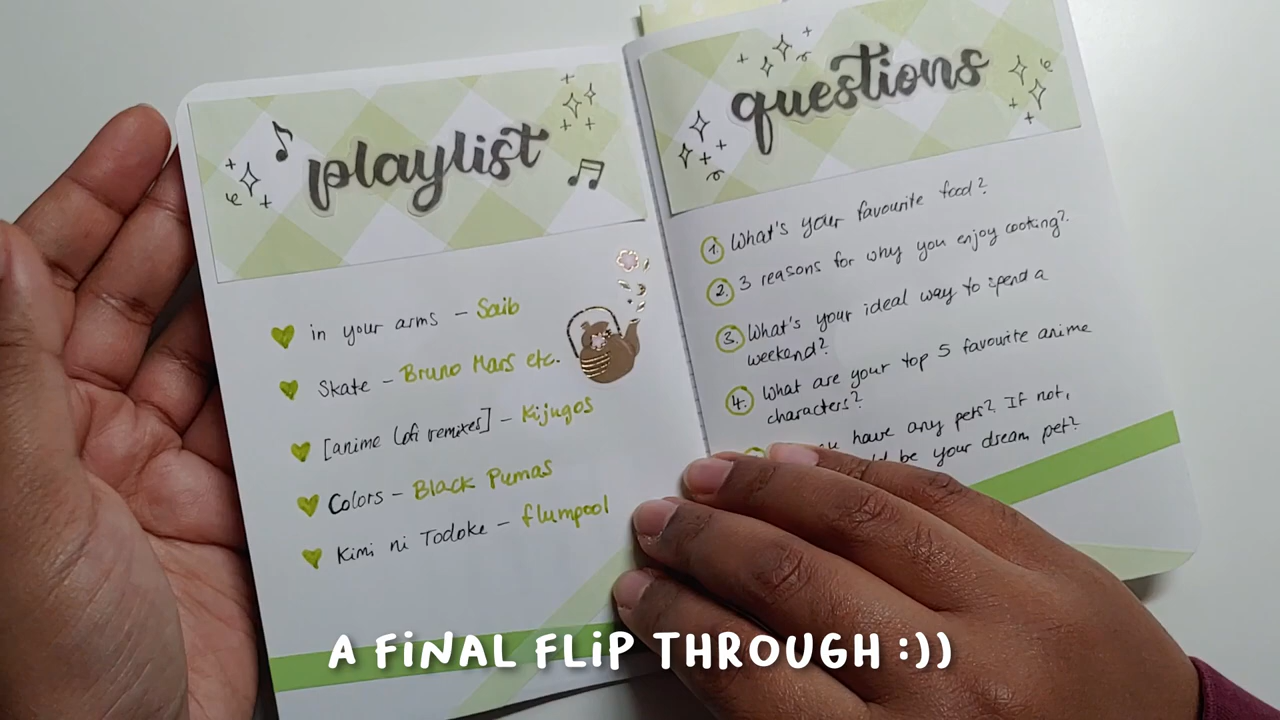 playlist
in your arms – Saib
Skate – Bruno Mars etc.
[anime lofi remixes] – Kijugos
Colors – Black Pumas
Kimi ni Todoke – flumpool
questions
1. What's your favourite food?
2. 3 reasons for why you enjoy cooking?
3. What's your ideal way to spend a
weekend?
4. What are your top 5 favourite anime
characters?
have any pets? If not,
be your dream pet?
A FiNAL FLiP THROUGH :))